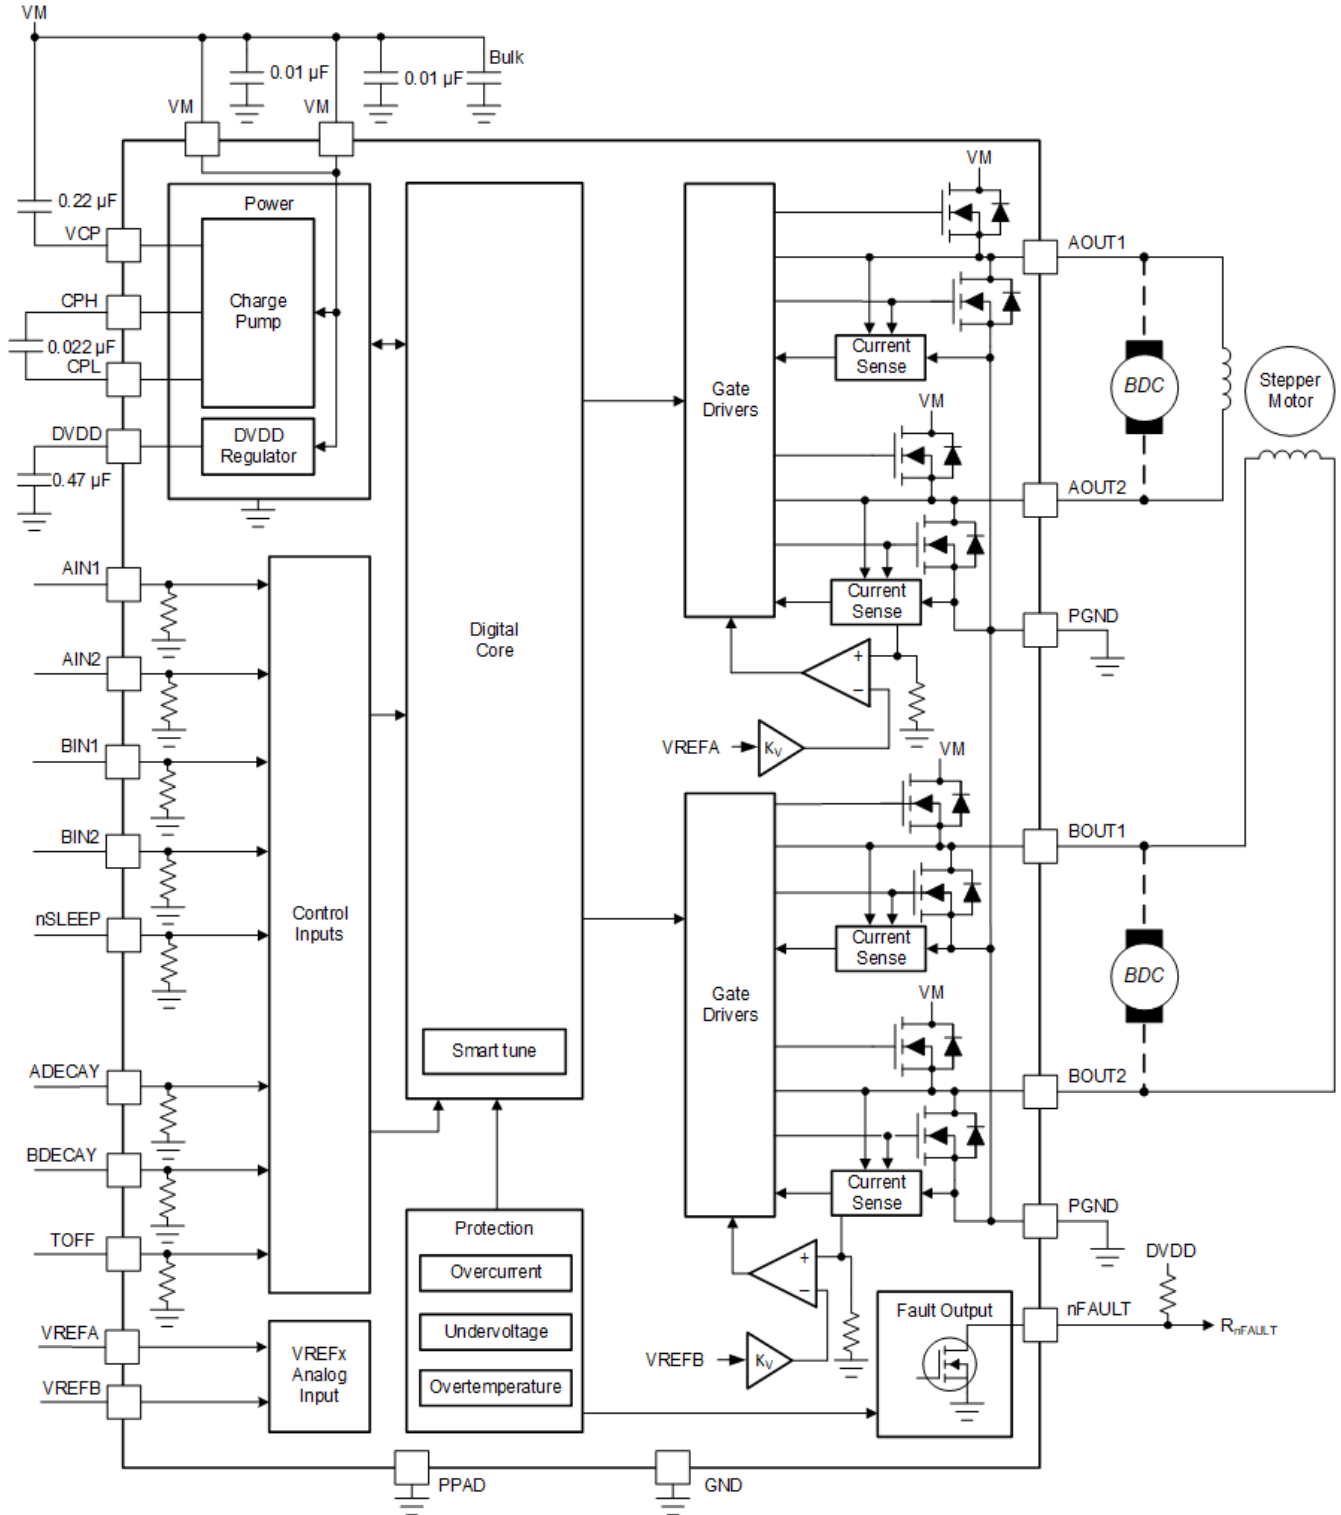 VM
Bulk
0.01 µF
0.01 µF
VM
VM
VM
0.22 µF
Power
VCP
AOUT1
CPH
Charge
Pump
0.022 µF
CPL
Current
Sense
Gate
Drivers
BDC
Stepper
Motor
VM
DVDD
DVDD
Regulator
0.47 µF
AOUT2
AIN1
Current
Sense
PGND
Digital
Core
AIN2
+
−
BIN1
VREFA
KV
VM
BIN2
BOUT1
nSLEEP
Control
Inputs
Current
Sense
Gate
Drivers
BDC
VM
Smart tune
ADECAY
BOUT2
BDECAY
Current
Sense
PGND
Protection
TOFF
Overcurrent
+
−
DVDD
Fault Output
nFAULT
RnFAULT
VREFA
VREFx
Analog
Input
Undervoltage
VREFB
KV
VREFB
Overtemperature
PPAD
GND